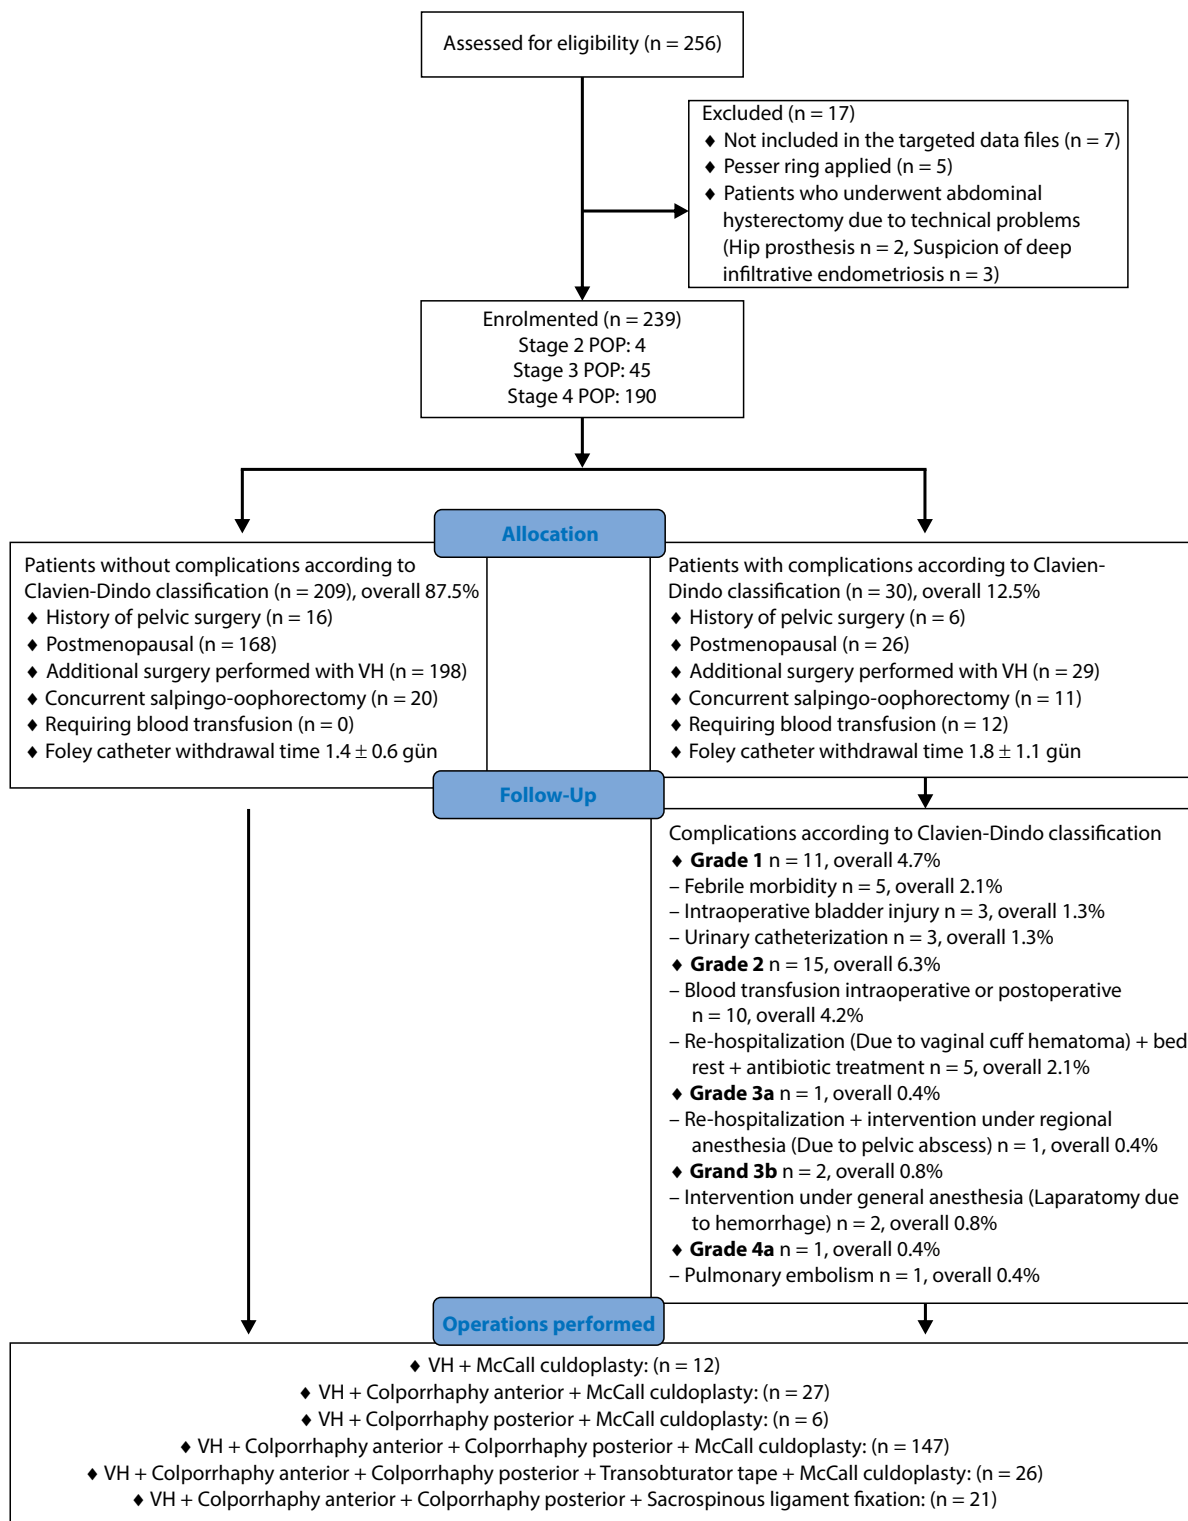 Assessed for eligibility (n = 256)
Excluded (n = 17)
♦ Not included in the targeted data files (n = 7)
♦ Pesser ring applied (n = 5)
♦ Patients who underwent abdominal
hysterectomy due to technical problems
(Hip prosthesis n = 2, Suspicion of deep
infiltrative endometriosis n = 3)
Enrolmented (n = 239)
Stage 2 POP: 4
Stage 3 POP: 45
Stage 4 POP: 190
Allocation
Patients without complications according to
Clavien-Dindo classification (n = 209), overall 87.5%
♦ History of pelvic surgery (n = 16)
♦ Postmenopausal (n = 168)
♦ Additional surgery performed with VH (n = 198)
♦ Concurrent salpingo-oophorectomy (n = 20)
♦ Requiring blood transfusion (n = 0)
♦ Foley catheter withdrawal time 1.4 ± 0.6 gün
Patients with complications according to Clavien-
Dindo classification (n = 30), overall 12.5%
♦ History of pelvic surgery (n = 6)
♦ Postmenopausal (n = 26)
♦ Additional surgery performed with VH (n = 29)
♦ Concurrent salpingo-oophorectomy (n = 11)
♦ Requiring blood transfusion (n = 12)
♦ Foley catheter withdrawal time 1.8 ± 1.1 gün
Follow-Up
Complications according to Clavien-Dindo classification
♦ Grade 1 n = 11, overall 4.7%
– Febrile morbidity n = 5, overall 2.1%
– Intraoperative bladder injury n = 3, overall 1.3%
– Urinary catheterization n = 3, overall 1.3%
♦ Grade 2 n = 15, overall 6.3%
– Blood transfusion intraoperative or postoperative
n = 10, overall 4.2%
– Re-hospitalization (Due to vaginal cuff hematoma) + bed
rest + antibiotic treatment n = 5, overall 2.1%
♦ Grade 3a n = 1, overall 0.4%
– Re-hospitalization + intervention under regional
anesthesia (Due to pelvic abscess) n = 1, overall 0.4%
♦ Grand 3b n = 2, overall 0.8%
– Intervention under general anesthesia (Laparatomy due
to hemorrhage) n = 2, overall 0.8%
♦ Grade 4a n = 1, overall 0.4%
– Pulmonary embolism n = 1, overall 0.4%
Operations performed
♦ VH + McCall culdoplasty: (n = 12)
♦ VH + Colporrhaphy anterior + McCall culdoplasty: (n = 27)
♦ VH + Colporrhaphy posterior + McCall culdoplasty: (n = 6)
♦ VH + Colporrhaphy anterior + Colporrhaphy posterior + McCall culdoplasty: (n = 147)
♦ VH + Colporrhaphy anterior + Colporrhaphy posterior + Transobturator tape + McCall culdoplasty: (n = 26)
♦ VH + Colporrhaphy anterior + Colporrhaphy posterior + Sacrospinous ligament fixation: (n = 21)